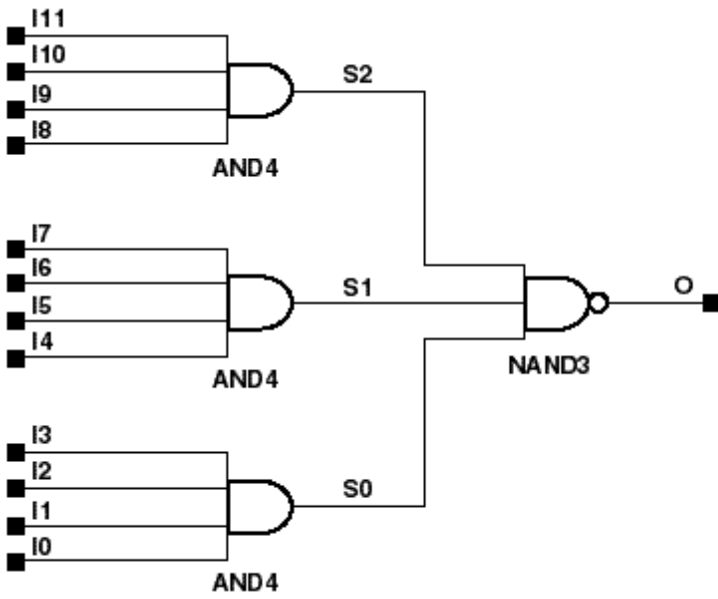 I11
I10
I9
I8
S2
AND4
I7
I6
I5
I4
S1
AND4
O
NAND3
I3
I2
I1
I0
S0
AND4